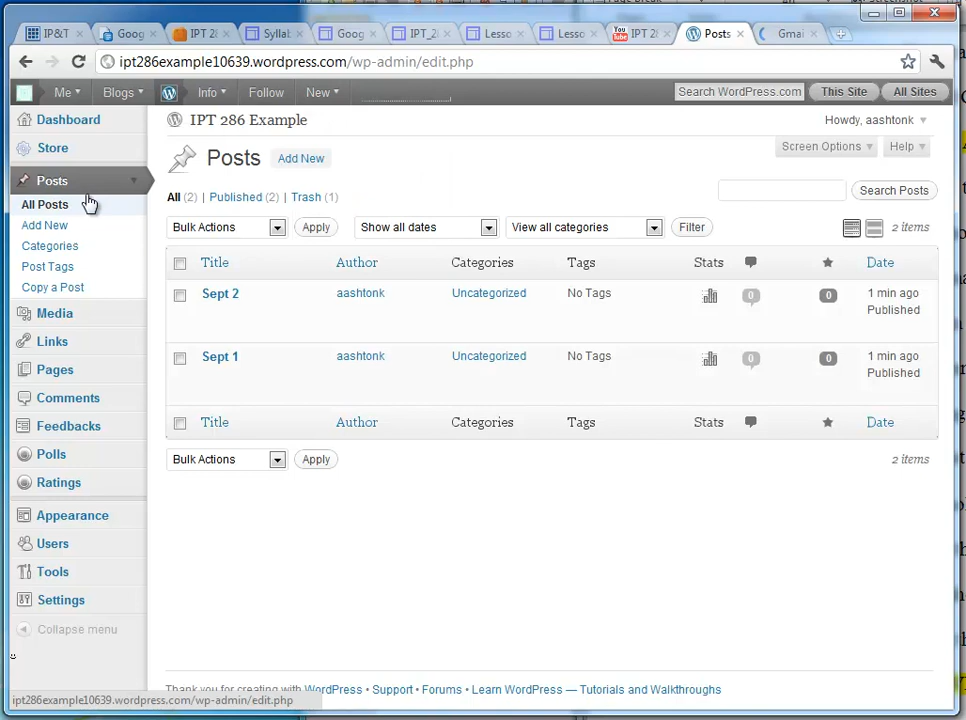 IP&T
Goog
IPT 28
Syllab
Goog
IPT_2
Lesso
Lesso
You Tube
IPT 2
Posts
Gmai
ipt286example10639.wordpress.com/wp-admin/edit.php
Me
Blogs
Info
Follow
New
Search WordPress.com
This Site
All Sites
Dashboard
Store
Posts
All Posts
Add New
Categories
Post Tags
Copy a Post
Media
Links
Pages
Comments
Feedbacks
Polls
Ratings
Appearance
Users
Tools
Settings
Collapse menu
IPT 286 Example
Howdy, aashtonk
Posts Add New
Screen Options
Help
All (2) | Published (2) | Trash (1)
Search Posts
Bulk Actions Apply Show all dates View all categories Filter 2 items
Title Author Categories Tags Stats Date
Sept 2 aashtonk Uncategorized No Tags 0 0 1 min ago
Published
Sept 1 aashtonk Uncategorized No Tags 0 0 1 min ago
Published
Title Author Categories Tags Stats Date
Bulk Actions Apply 2 items
Thank you for creating with WordPress • Support • Forums • Learn WordPress — Tutorials and Walkthroughs
ipt286example10639.wordpress.com/wp-admin/edit.php